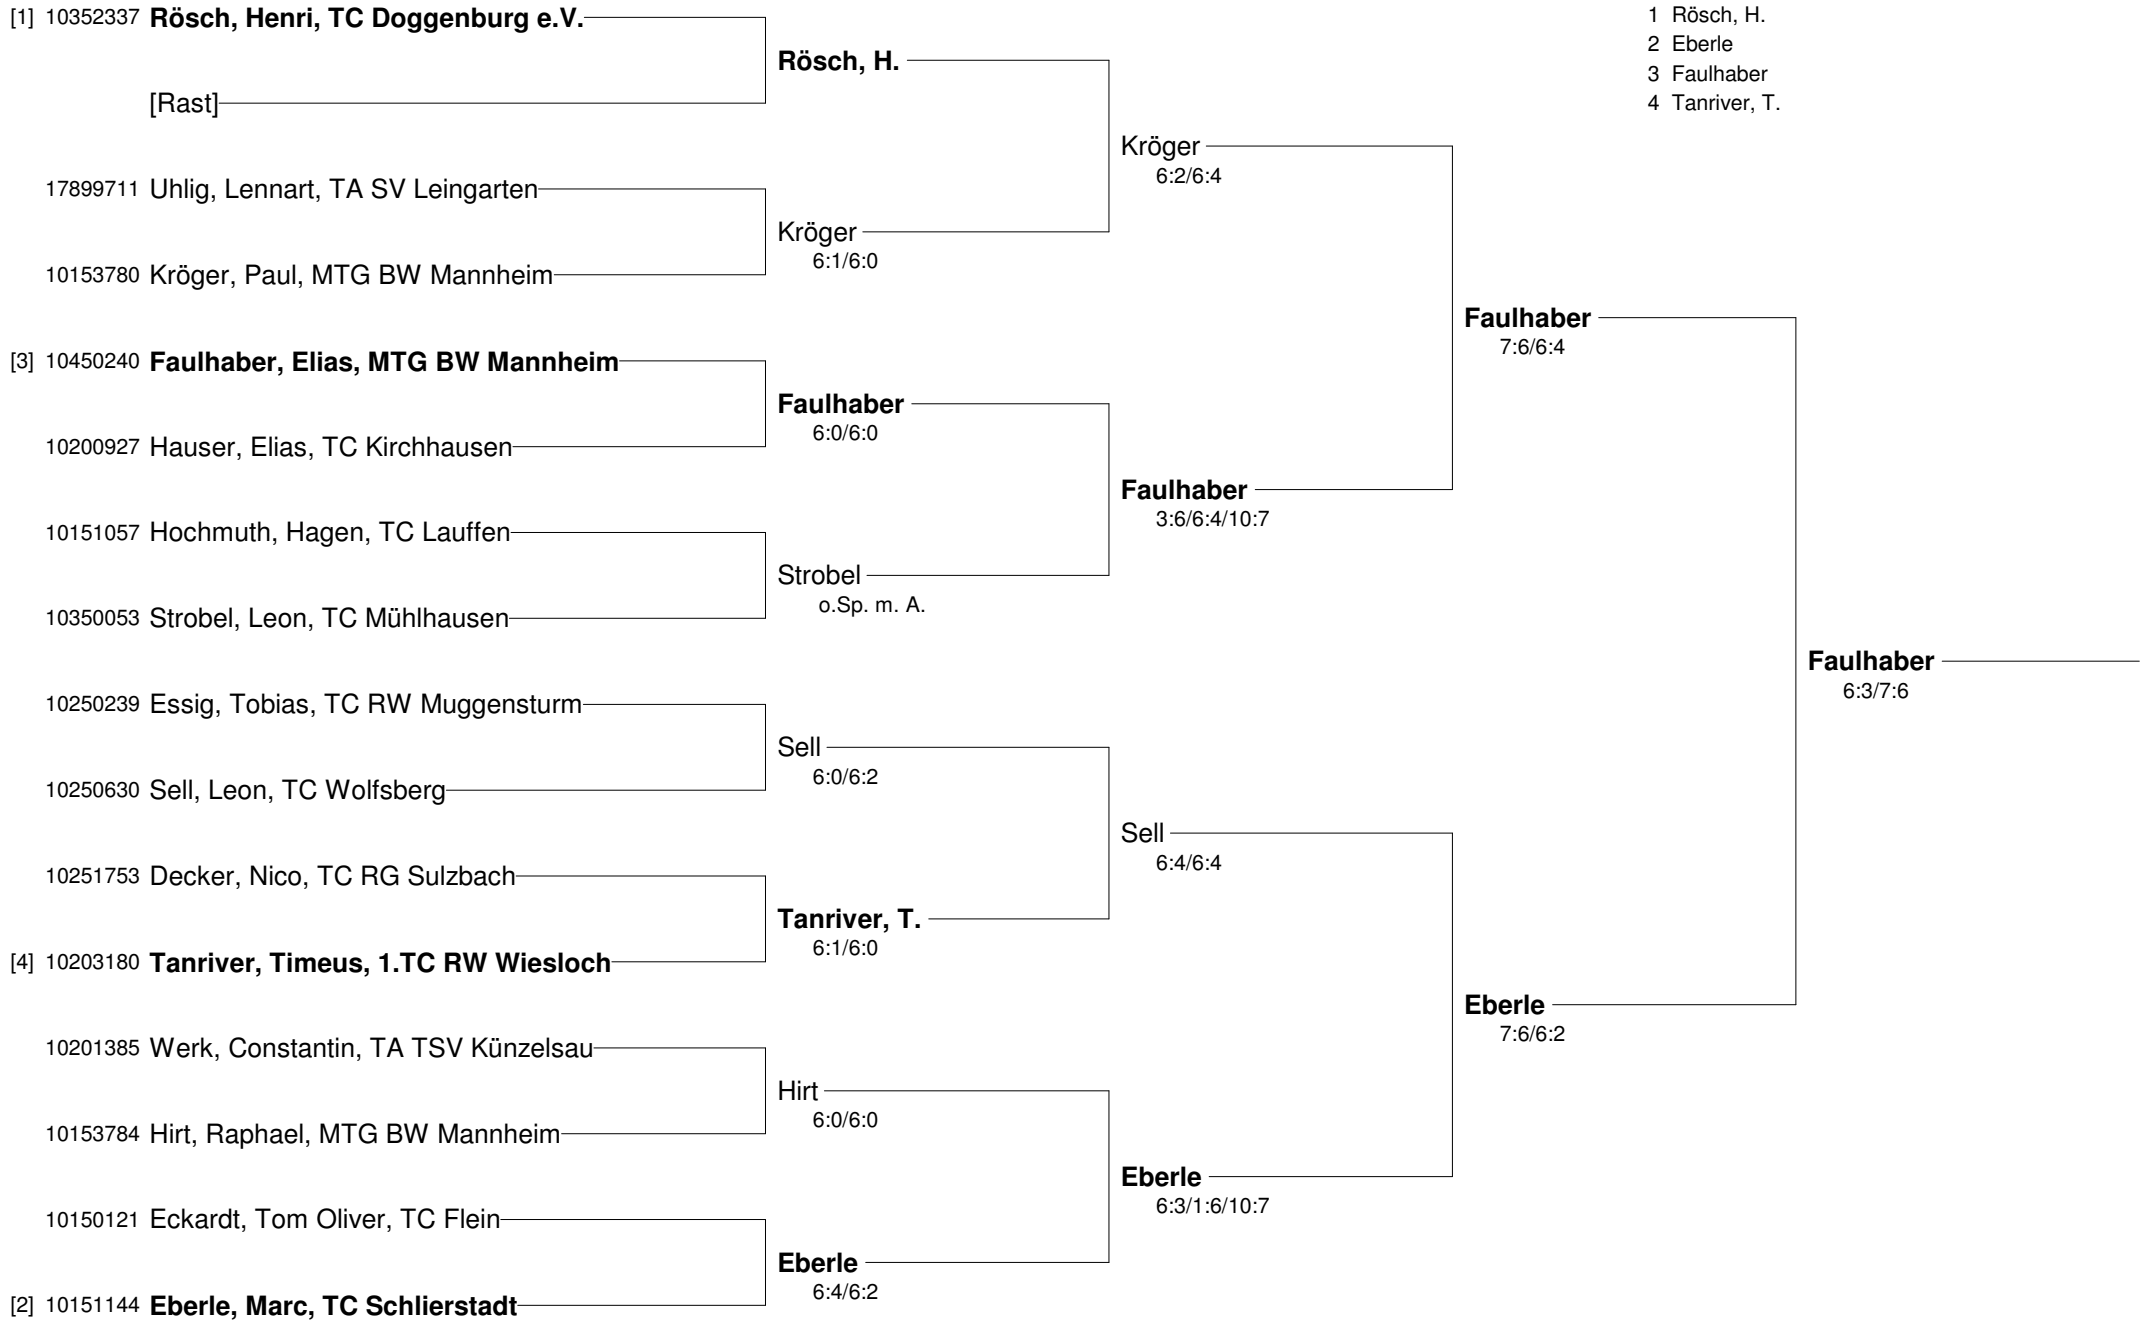 [1] 10352337 Rösch, Henri, TC Doggenburg e.V.
[Rast]
17899711 Uhlig, Lennart, TA SV Leingarten
10153780 Kröger, Paul, MTG BW Mannheim
[3] 10450240 Faulhaber, Elias, MTG BW Mannheim
10200927 Hauser, Elias, TC Kirchhausen
10151057 Hochmuth, Hagen, TC Lauffen
10350053 Strobel, Leon, TC Mühlhausen
10250239 Essig, Tobias, TC RW Muggensturm
10250630 Sell, Leon, TC Wolfsberg
10251753 Decker, Nico, TC RG Sulzbach
[4] 10203180 Tanriver, Timeus, 1.TC RW Wiesloch
10201385 Werk, Constantin, TA TSV Künzelsau
10153784 Hirt, Raphael, MTG BW Mannheim
10150121 Eckardt, Tom Oliver, TC Flein
[2] 10151144 Eberle, Marc, TC Schlierstadt
Rösch, H.
Kröger
6:1/6:0
Faulhaber
6:0/6:0
Strobel
o.Sp. m. A.
Sell
6:0/6:2
Tanriver, T.
6:1/6:0
Hirt
6:0/6:0
Eberle
6:4/6:2
Kröger
6:2/6:4
Faulhaber
3:6/6:4/10:7
Sell
6:4/6:4
Eberle
6:3/1:6/10:7
Faulhaber
7:6/6:4
Eberle
7:6/6:2
Faulhaber
6:3/7:6
1 Rösch, H.
2 Eberle
3 Faulhaber
4 Tanriver, T.